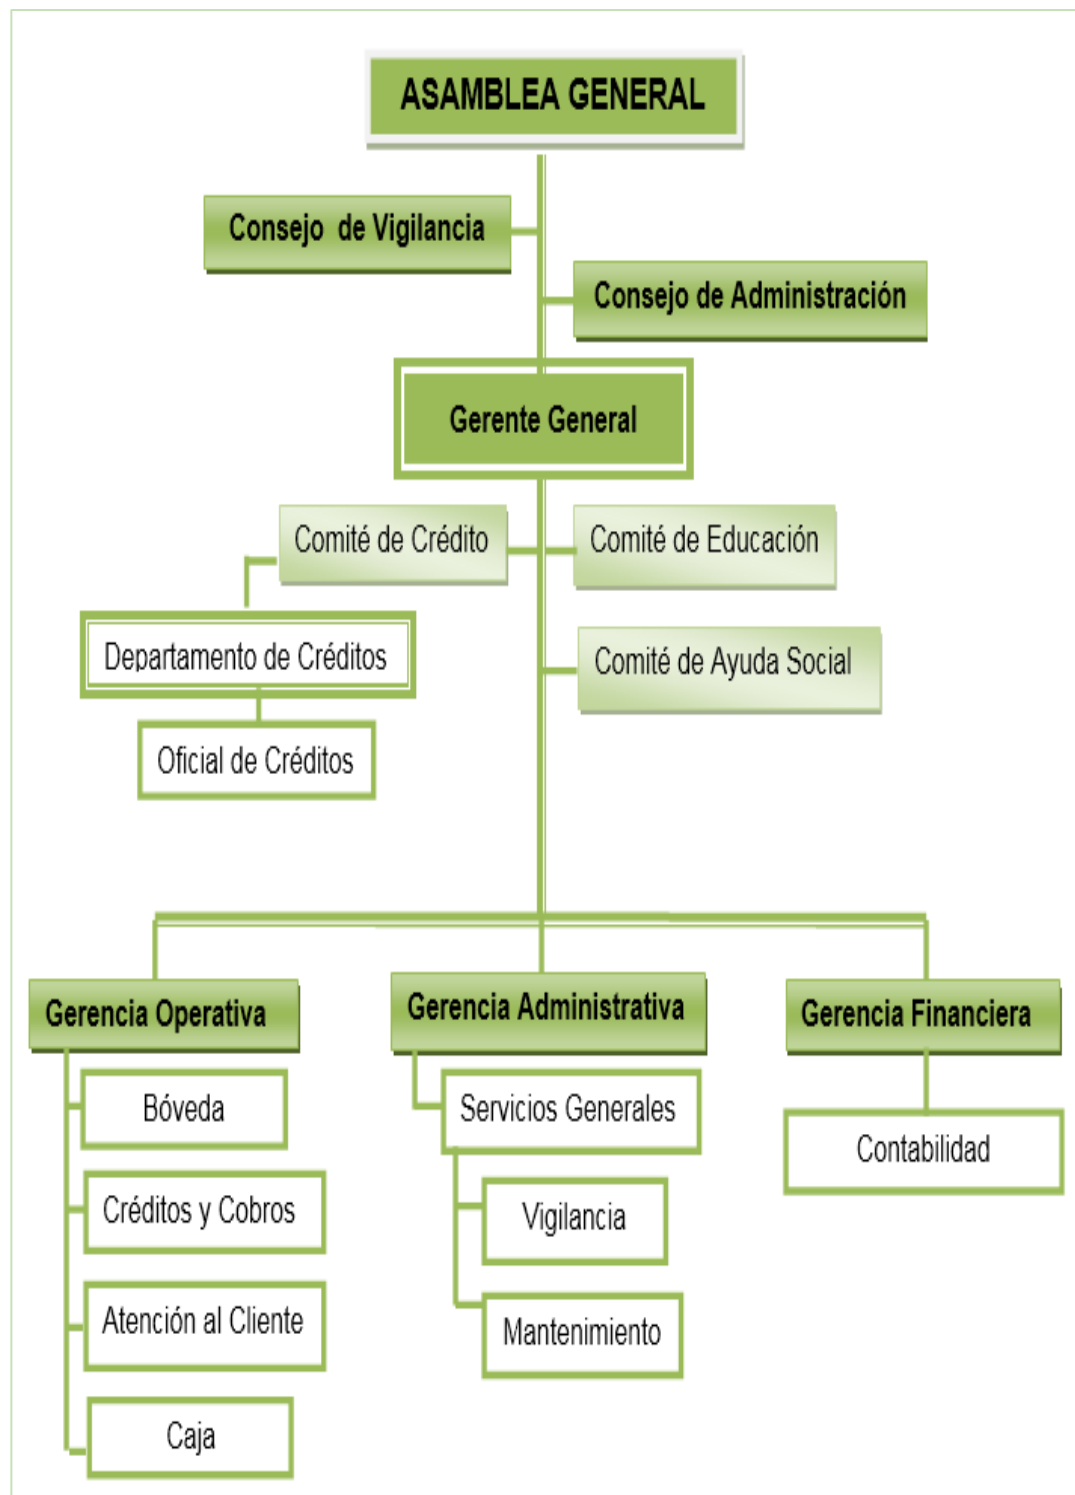 ASAMBLEA GENERAL
Consejo de Vigilancia
Consejo de Administración
Gerente General
Comité de Crédito
Comité de Educación
Departamento de Créditos
Comité de Ayuda Social
Oficial de Créditos
Gerencia Operativa
Gerencia Administrativa
Gerencia Financiera
Bóveda
Servicios Generales
Contabilidad
Créditos y Cobros
Vigilancia
Atención al Cliente
Mantenimiento
Caja